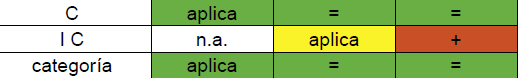 C aplica = =
I C n.a. aplica +
categoría aplica = =